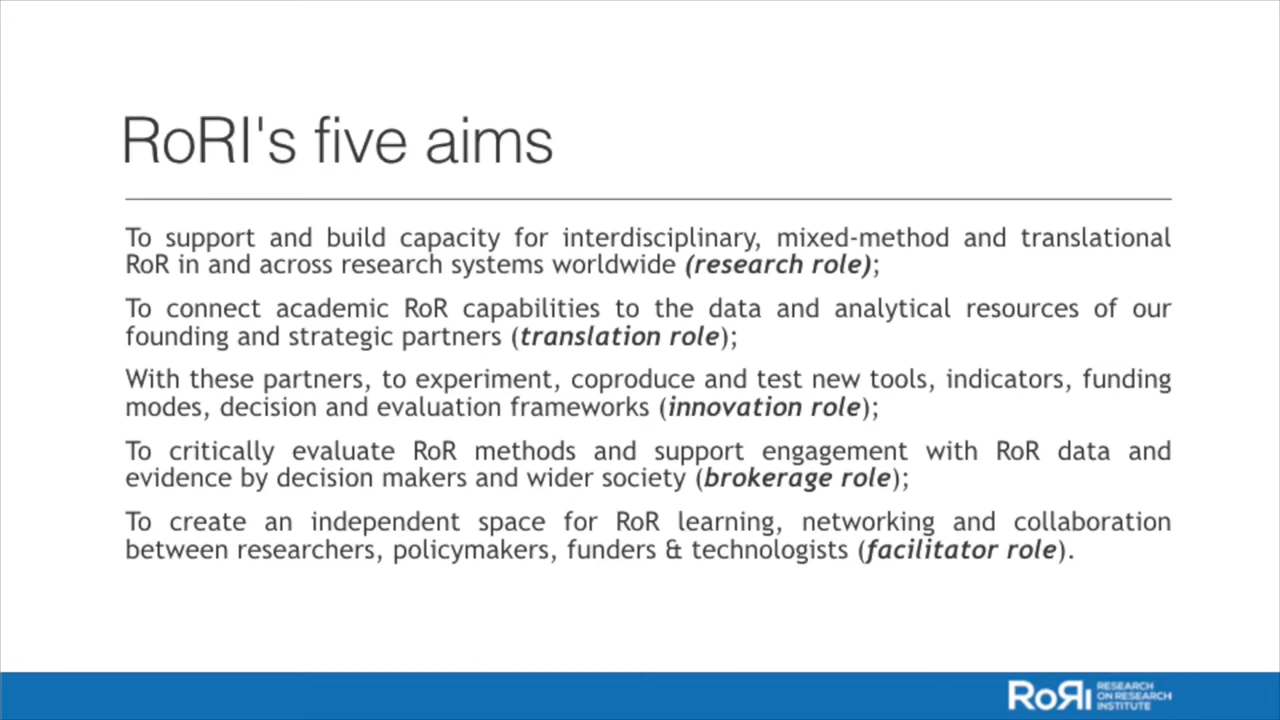 RoRI's five aims
To support and build capacity for interdisciplinary, mixed-method and translational
RoR in and across research systems worldwide (research role);
To connect academic RoR capabilities to the data and analytical resources of our
founding and strategic partners (translation role);
With these partners, to experiment, coproduce and test new tools, indicators, funding
modes, decision and evaluation frameworks (innovation role);
To critically evaluate RoR methods and support engagement with RoR data and
evidence by decision makers and wider society (brokerage role);
To create an independent space for RoR learning, networking and collaboration
between researchers, policymakers, funders & technologists (facilitator role).
RoRI
RESEARCH
ON RESEARCH
INSTITUTE